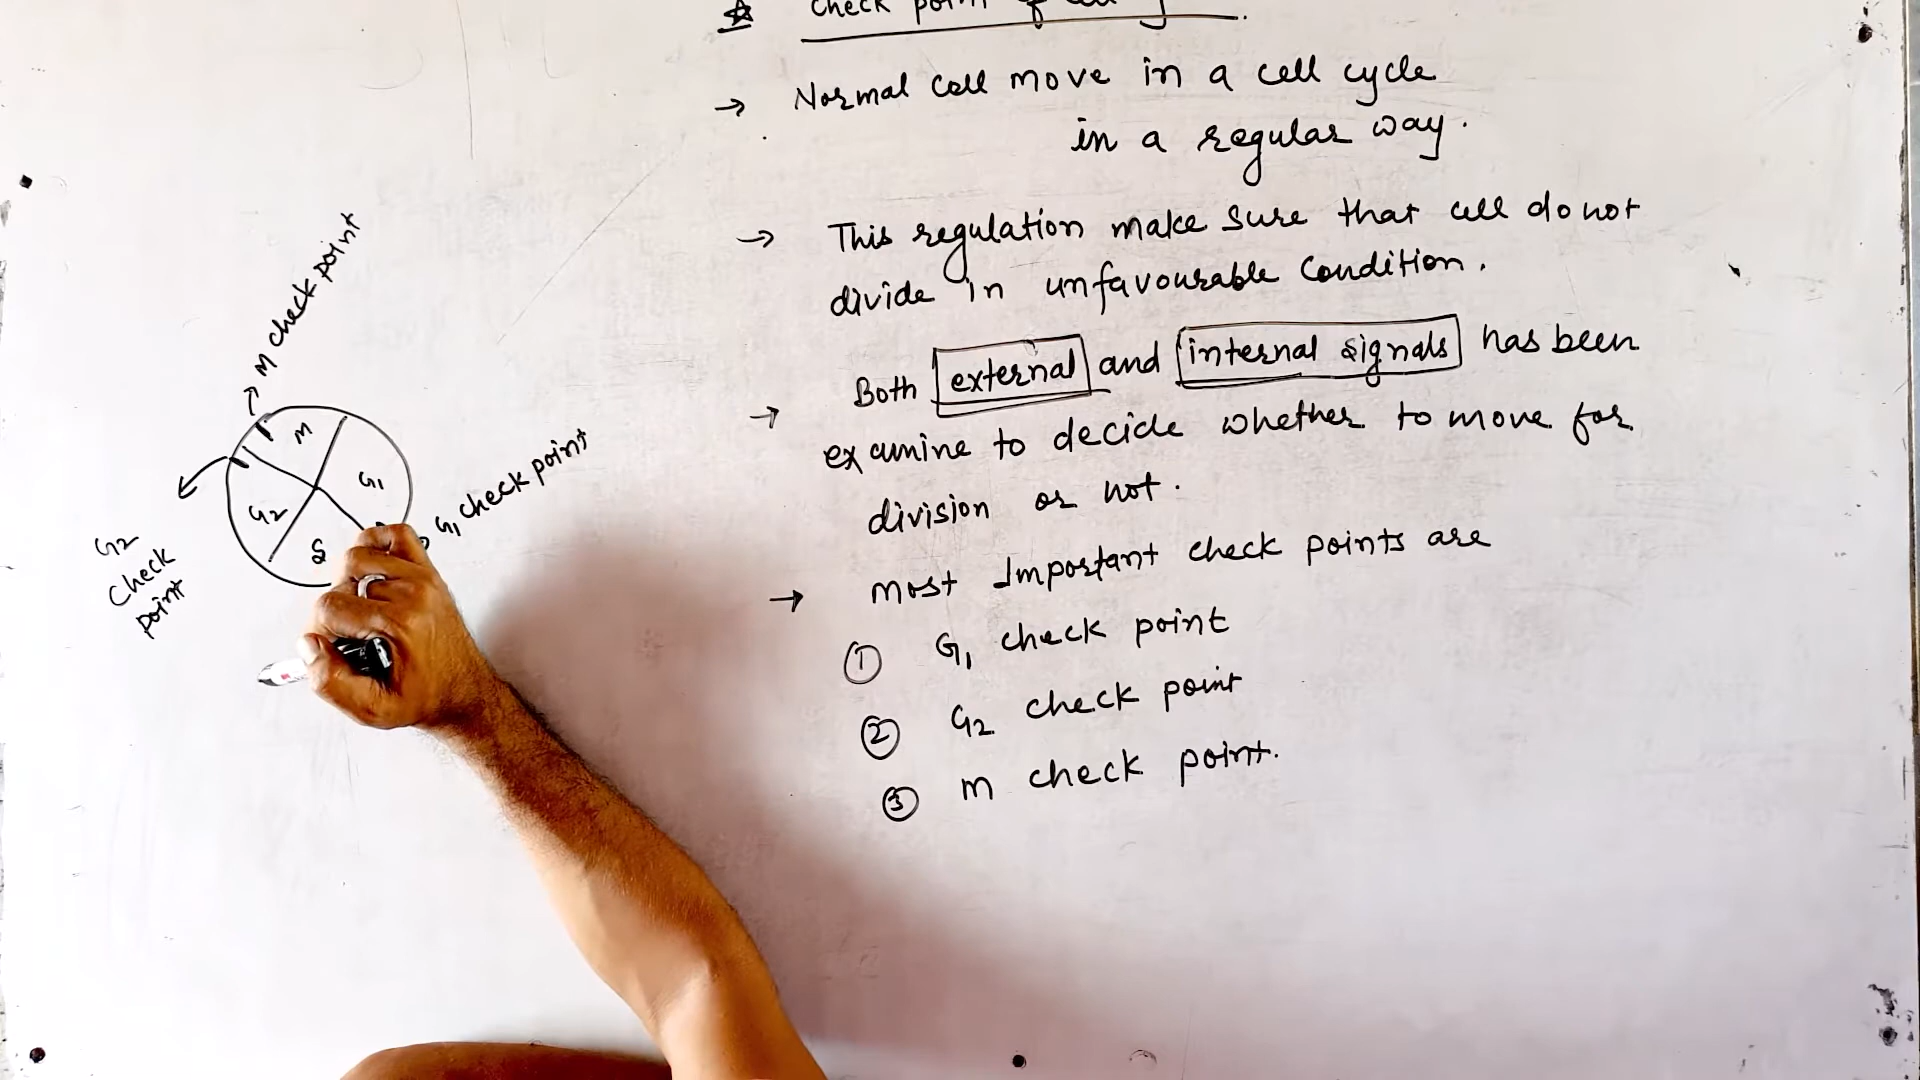 ☆ Check point of
→ Normal cell move in a cell cycle
in a regular way.
→ This regulation make sure that cell do not
divide in unfavourable condition.
→ Both external and internal signals has been
examine to decide whether to move for
division or not.
→ most Important check points are
① G1 check point
② G2 check point
③ m check point.
M check point
M
G1
G2
S
G1 check point
G2
check
point